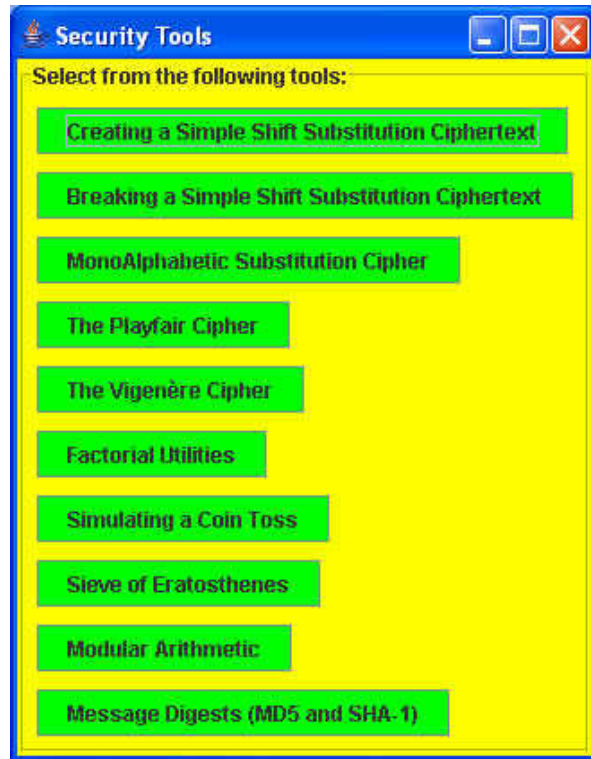 Security Tools
Select from the following tools:
Creating a Simple Shift Substitution Ciphertext
Breaking a Simple Shift Substitution Ciphertext
MonoAlphabetic Substitution Cipher
The Playfair Cipher
The Vigenère Cipher
Factorial Utilities
Simulating a Coin Toss
Sieve of Eratosthenes
Modular Arithmetic
Message Digests (MD5 and SHA-1)